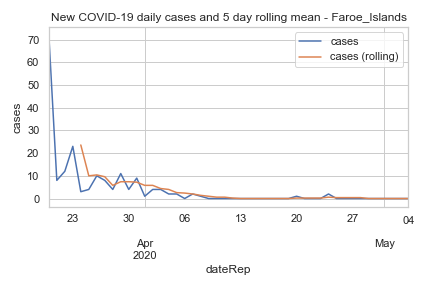 New COVID-19 daily cases and 5 day rolling mean - Faroe_Islands
cases
cases (rolling)
70
60
50
40
30
20
10
0
cases
23 30 06 13 20 27 04
Apr May
2020
dateRep